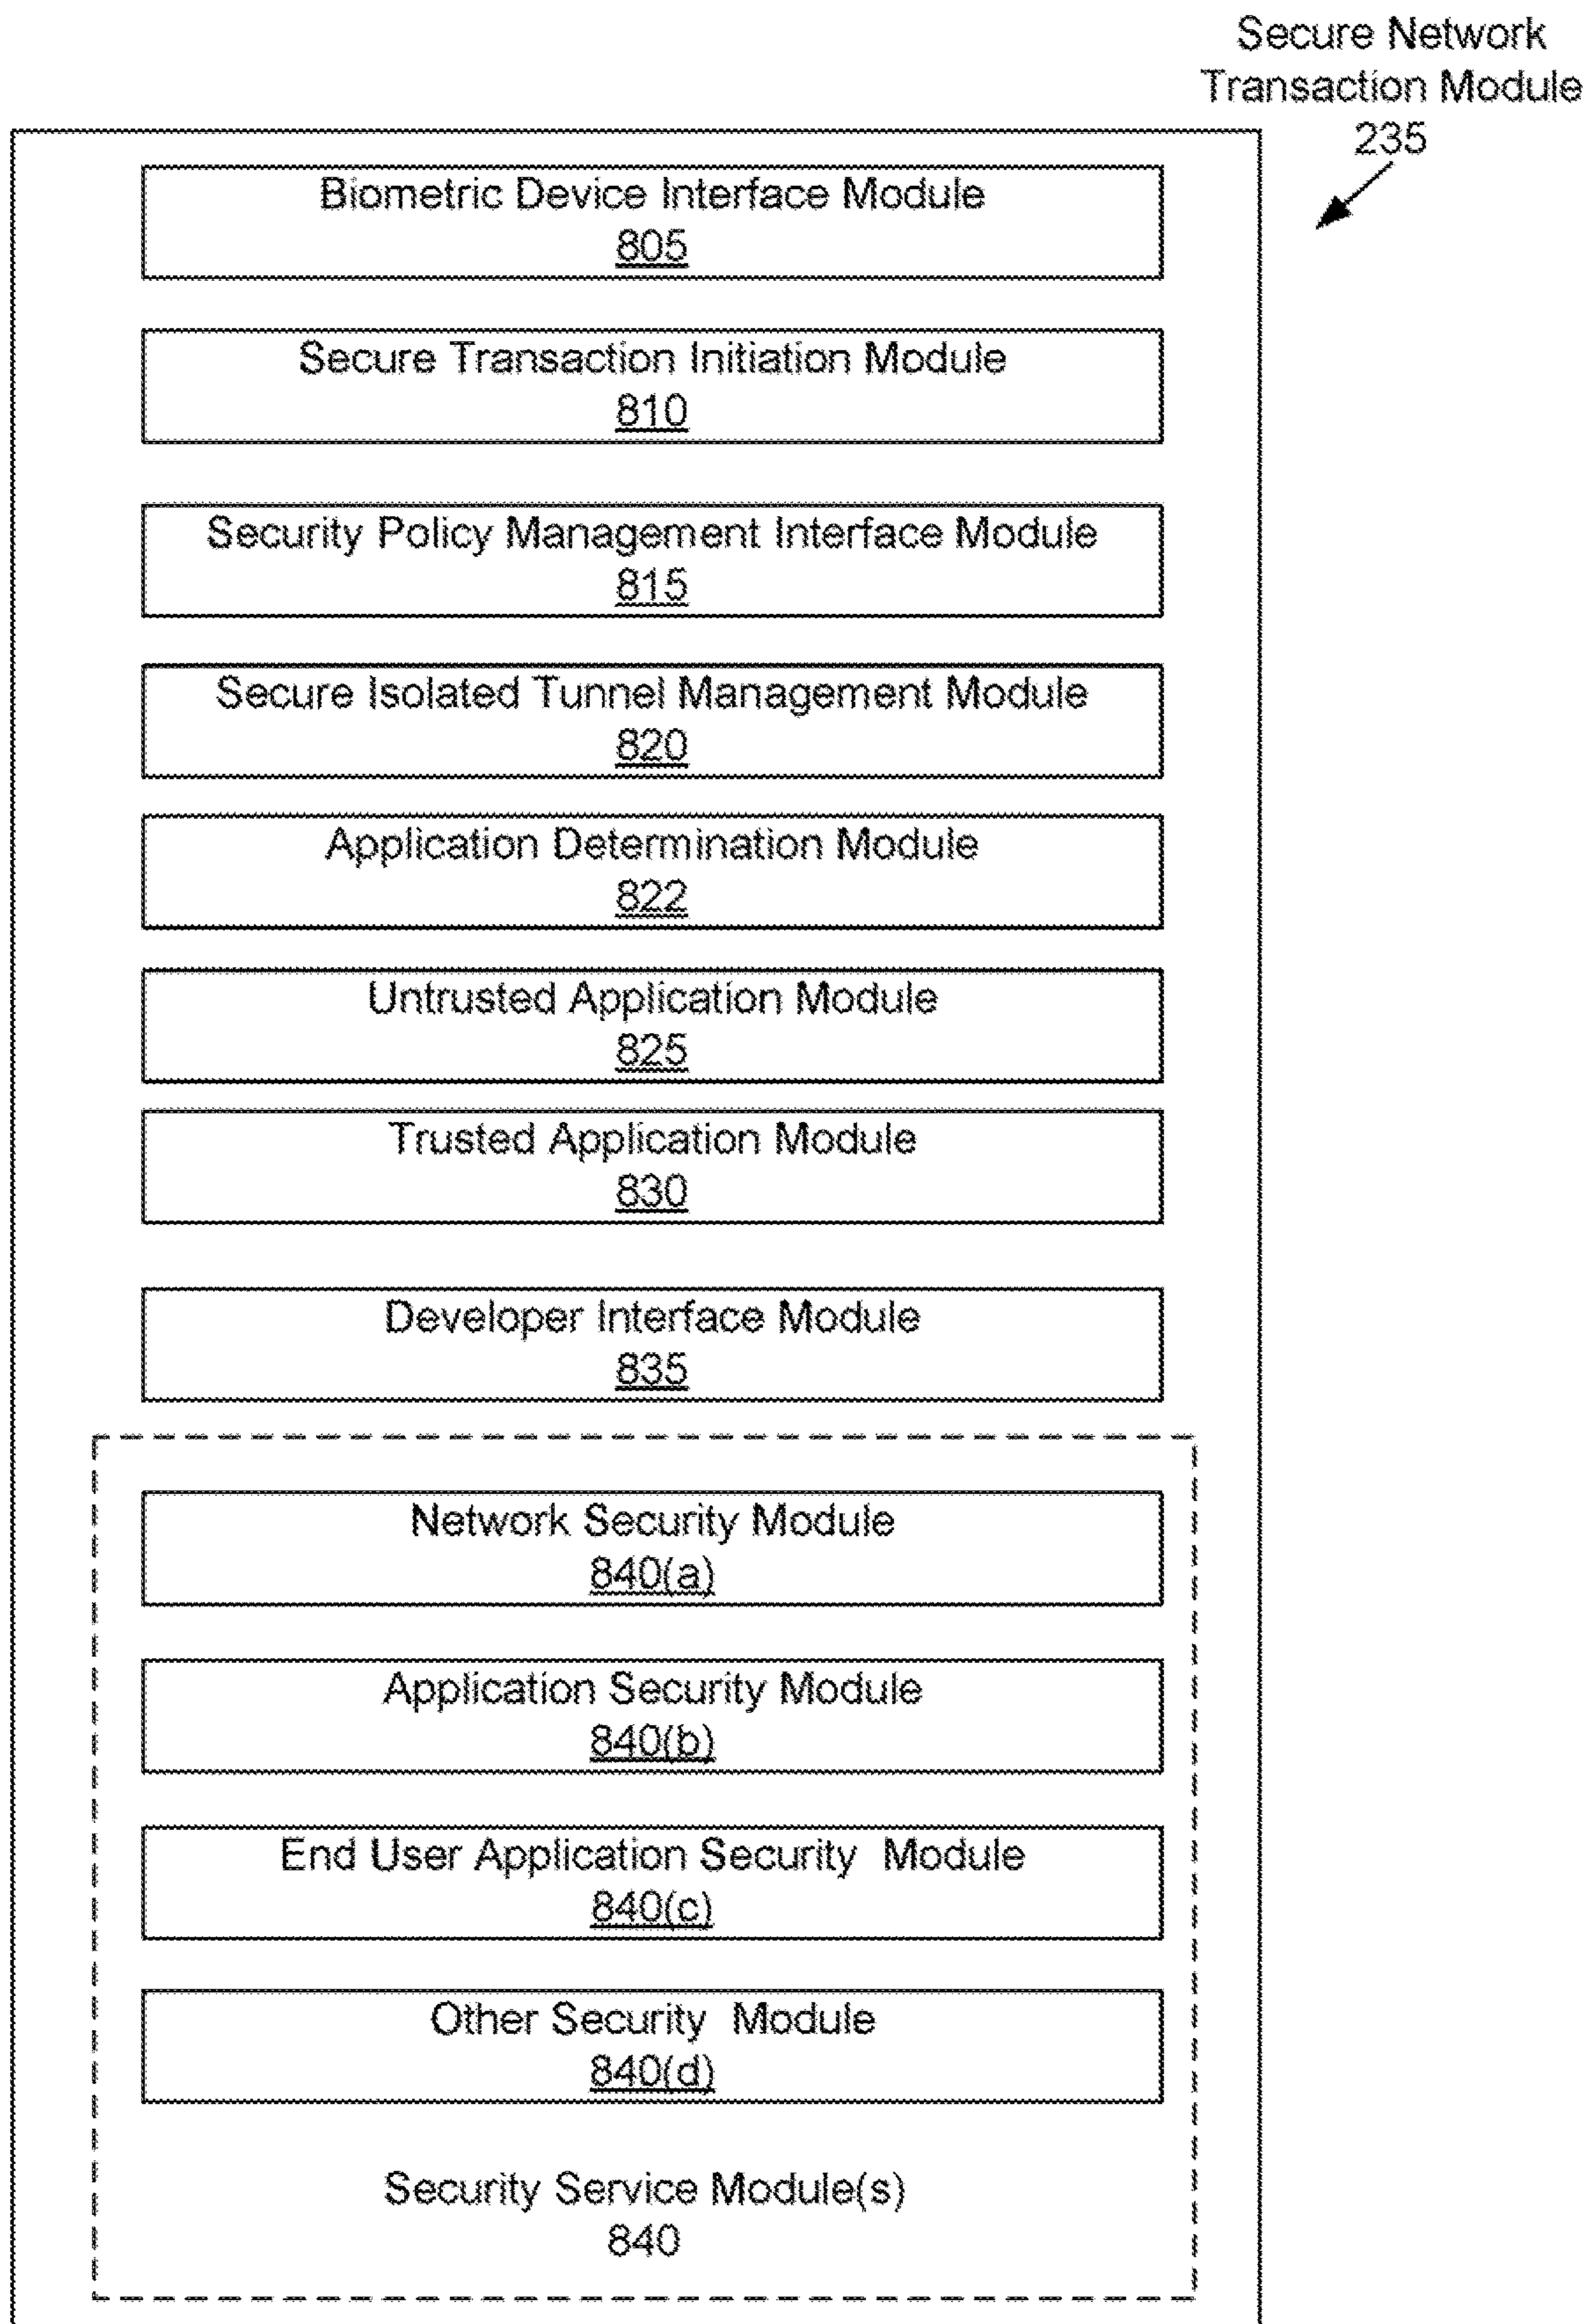 Secure Network
Transaction Module
235
Biometric Device Interface Module
805
Secure Transaction Initiation Module
810
Security Policy Management Interface Module
815
Secure Isolated Tunnel Management Module
820
Application Determination Module
822
Untrusted Application Module
825
Trusted Application Module
830
Developer Interface Module
835
Network Security Module
840(a)
Application Security Module
840(b)
End User Application Security Module
840(c)
Other Security Module
840(d)
Security Service Module(s)
840